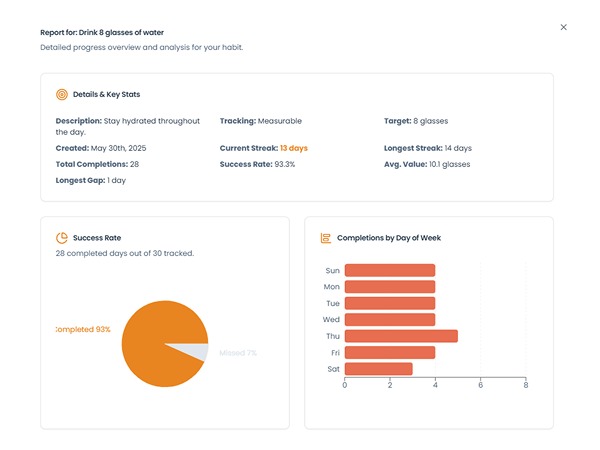 Report for: Drink 8 glasses of water
Detailed progress overview and analysis for your habit.
Details & Key Stats
Description: Stay hydrated throughout
the day.
Tracking: Measurable
Target: 8 glasses
Created: May 30th, 2025
Current Streak: 13 days
Longest Streak: 14 days
Total Completions: 28
Success Rate: 93.3%
Avg. Value: 10.1 glasses
Longest Gap: 1 day
Success Rate
28 completed days out of 30 tracked.
ompleted 93%
Missed 7%
Completions by Day of Week
Sun
Mon
Tue
Wed
Thu
Fri
Sat
0 2 4 6 8